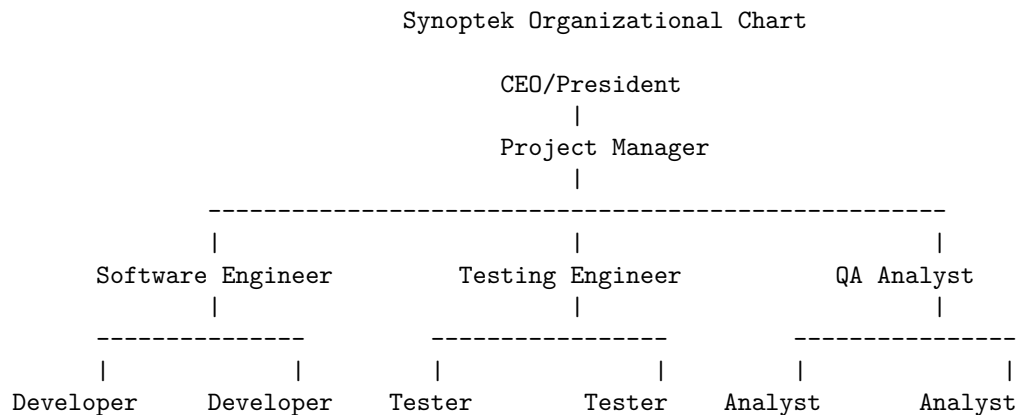 Synoptek Organizational Chart
CEO/President
Project Manager
Software Engineer Testing Engineer QA Analyst
Developer Developer Tester Tester Analyst Analyst